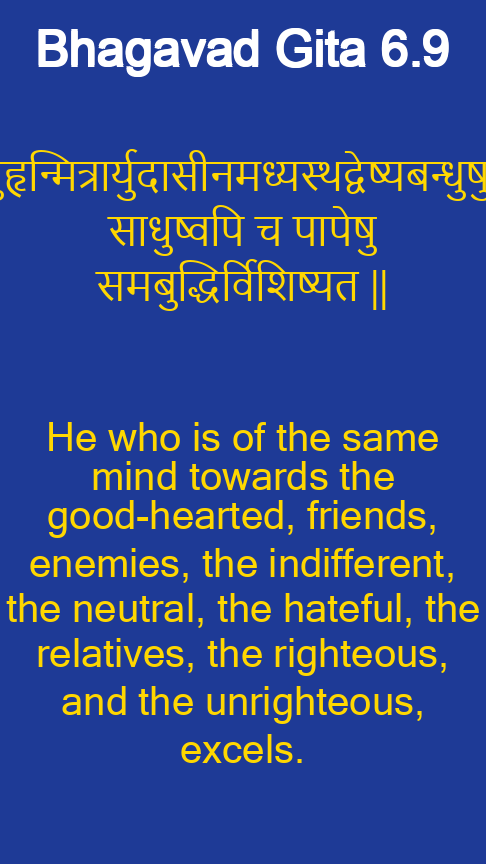 Bhagavad Gita 6.9
हृन्मित्रार्युदासीनमध्यस्थद्वेष्यबन्धुषु
साधुष्वपि च पापेषु
समबुद्धिर्विशिष्यत ||
He who is of the same
mind towards the
good-hearted, friends,
enemies, the indifferent,
the neutral, the hateful, the
relatives, the righteous,
and the unrighteous,
excels.